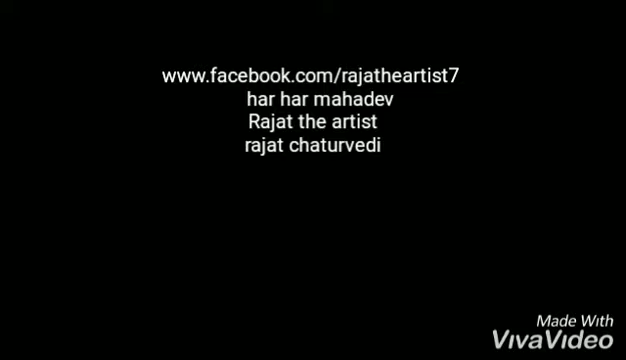 www.facebook.com/rajatheartist7
har har mahadev
Rajat the artist
rajat chaturvedi
Made With
VivaVideo